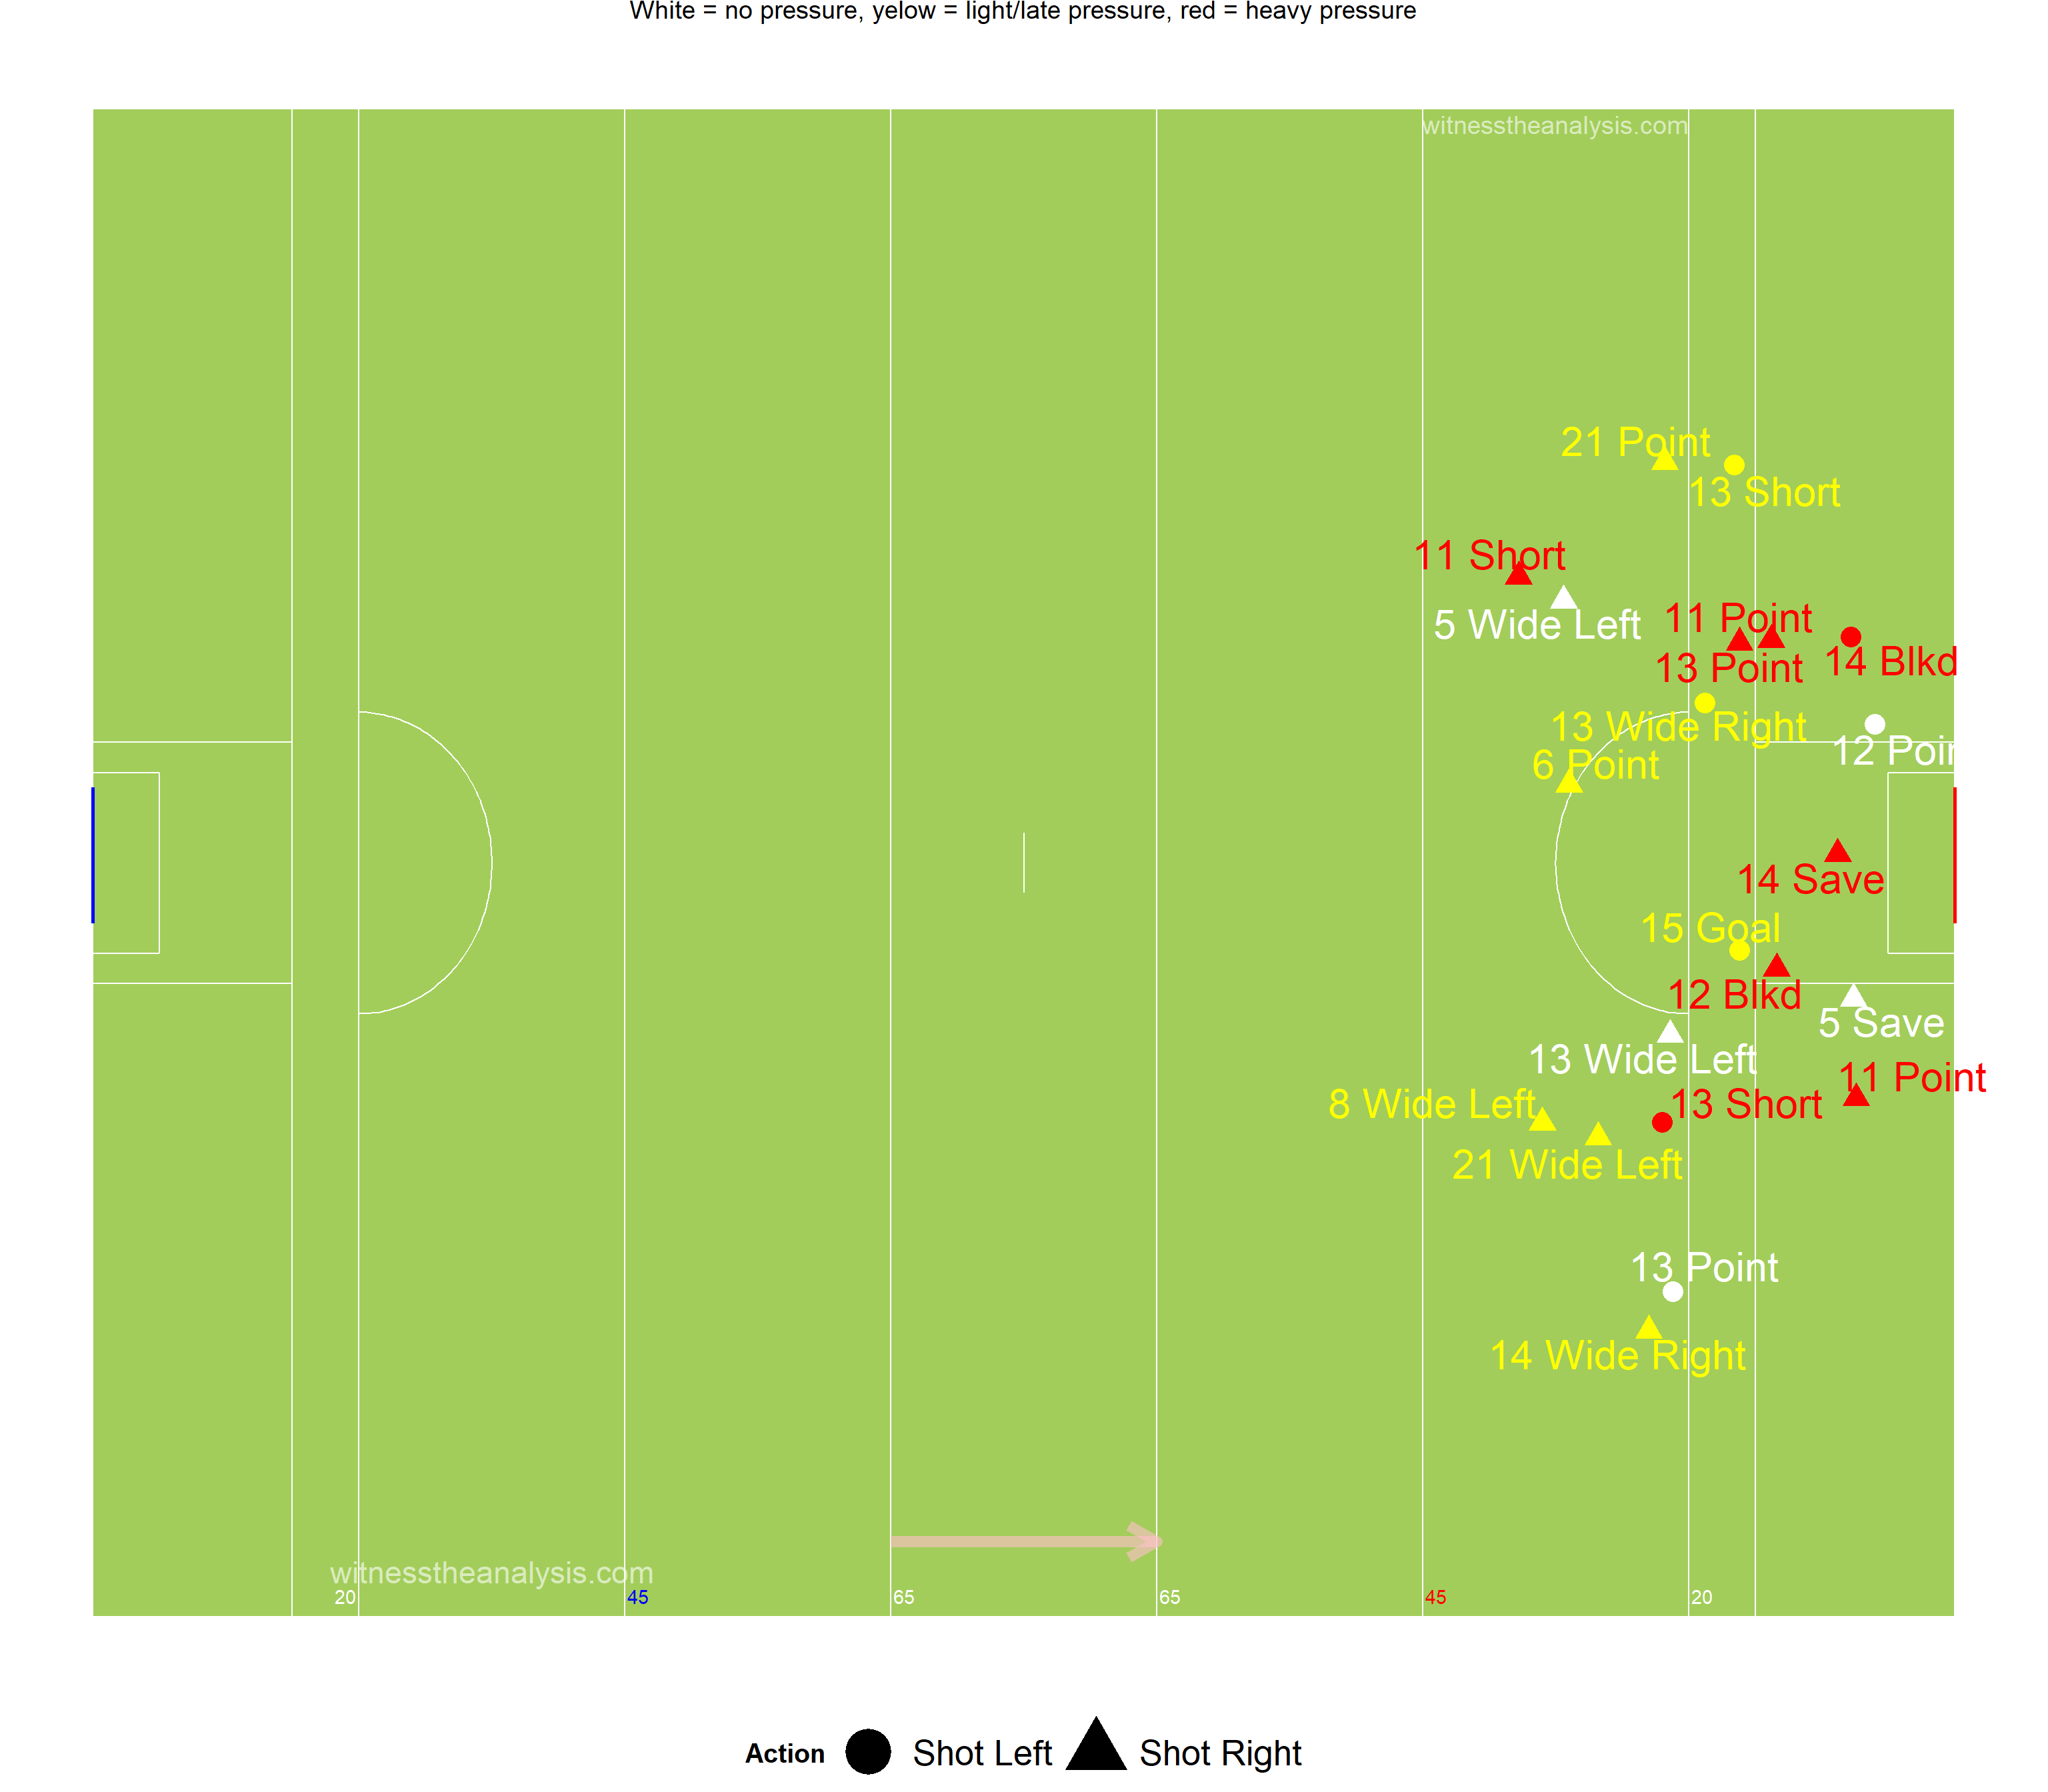 White = no pressure, yelow = light/late pressure, red = heavy pressure
witnesstheanalysis.com
21 Point
13 Short
11 Short
5 Wide Left
11 Point
13 Point
14 Blkd
13 Wide Right
12 Poin
6 Point
14 Save
15 Goal
12 Blkd
5 Save
13 Wide Left
11 Point
8 Wide Left
13 Short
21 Wide Left
13 Point
14 Wide Right
witnesstheanalysis.com
20 45 65 65 45 20
Action Shot Left Shot Right